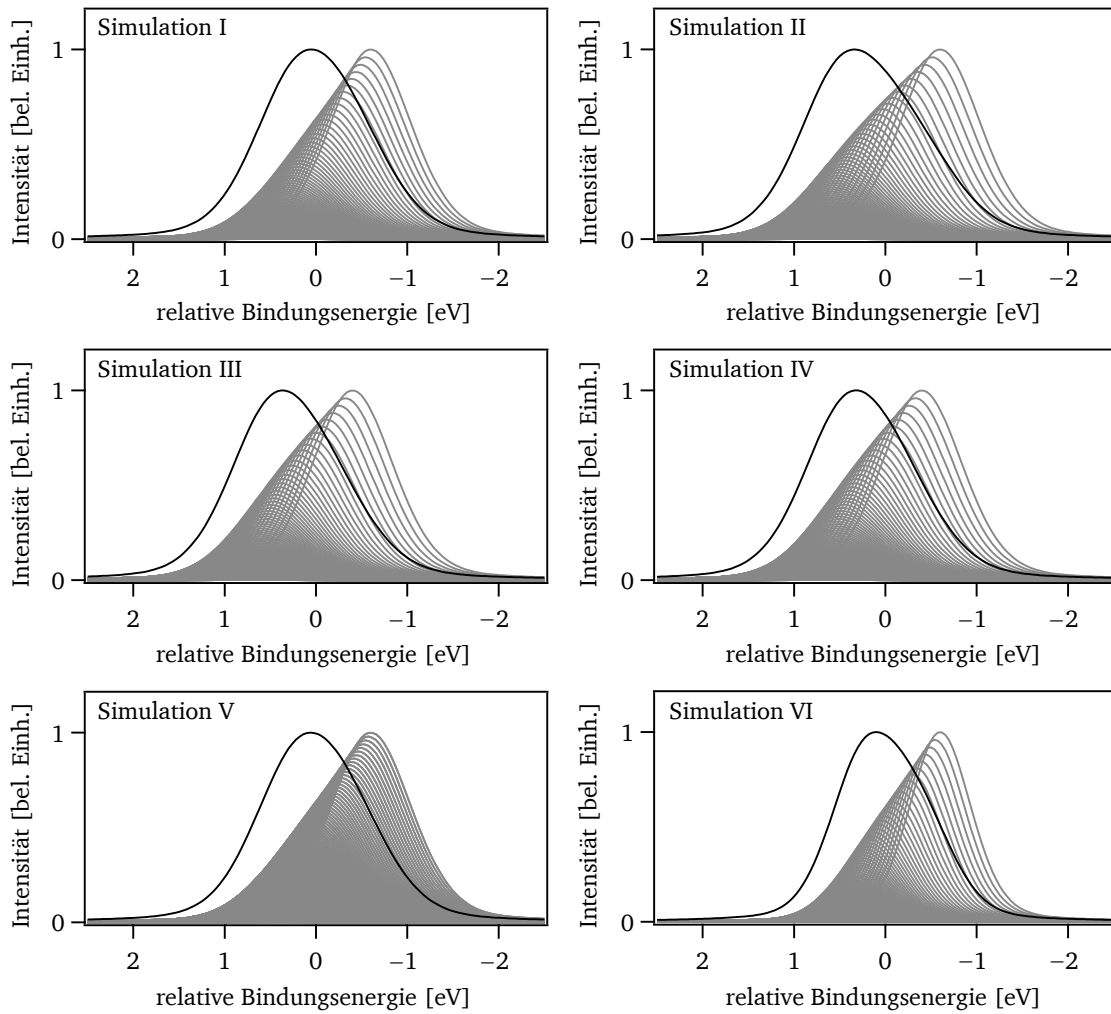 Simulation I
Intensität [bel. Einh.]
1
0
2 1 0 −1 −2
relative Bindungsenergie [eV]
Simulation II
Intensität [bel. Einh.]
1
0
2 1 0 −1 −2
relative Bindungsenergie [eV]
Simulation III
Intensität [bel. Einh.]
1
0
2 1 0 −1 −2
relative Bindungsenergie [eV]
Simulation IV
Intensität [bel. Einh.]
1
0
2 1 0 −1 −2
relative Bindungsenergie [eV]
Simulation V
Intensität [bel. Einh.]
1
0
2 1 0 −1 −2
relative Bindungsenergie [eV]
Simulation VI
Intensität [bel. Einh.]
1
0
2 1 0 −1 −2
relative Bindungsenergie [eV]